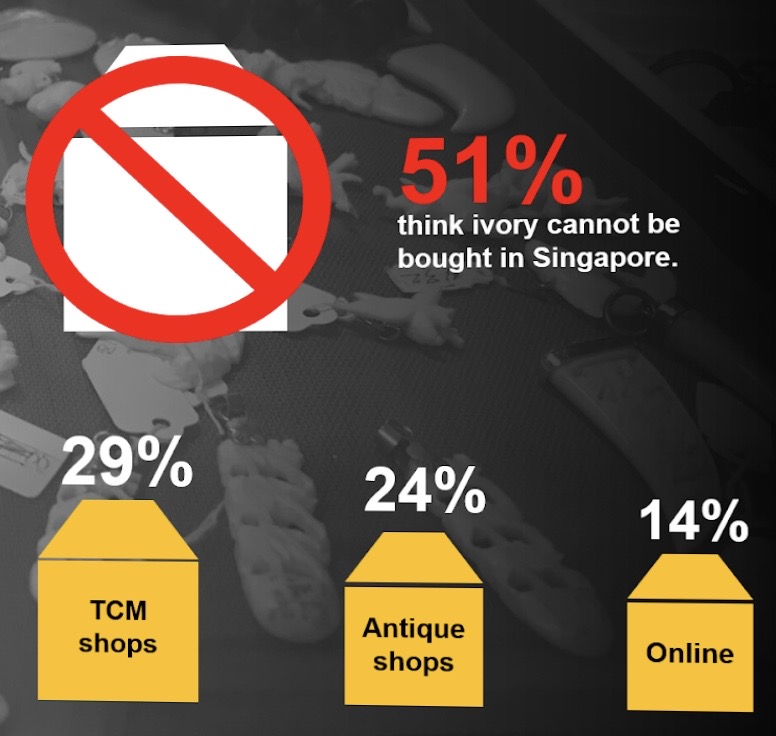 51%
think ivory cannot be
bought in Singapore.
29%
TCM
shops
24%
Antique
shops
14%
Online